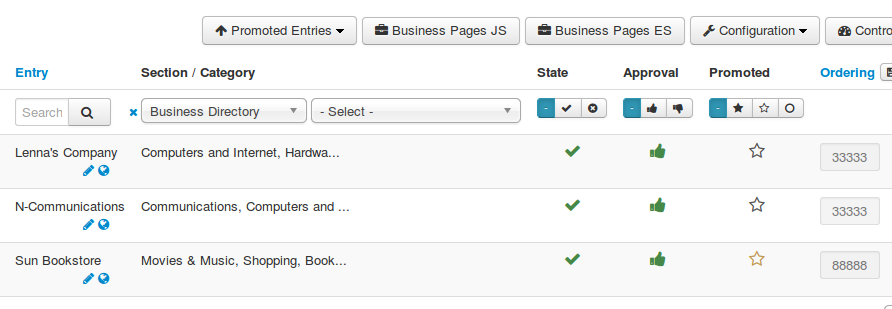 Promoted Entries Business Pages JS Business Pages ES Configuration Contro
Entry Section / Category State Approval Promoted Ordering
Search Business Directory - Select - - - -
Lenna's Company Computers and Internet, Hardwa... 33333
N-Communications Communications, Computers and ... 33333
Sun Bookstore Movies & Music, Shopping, Book... 88888